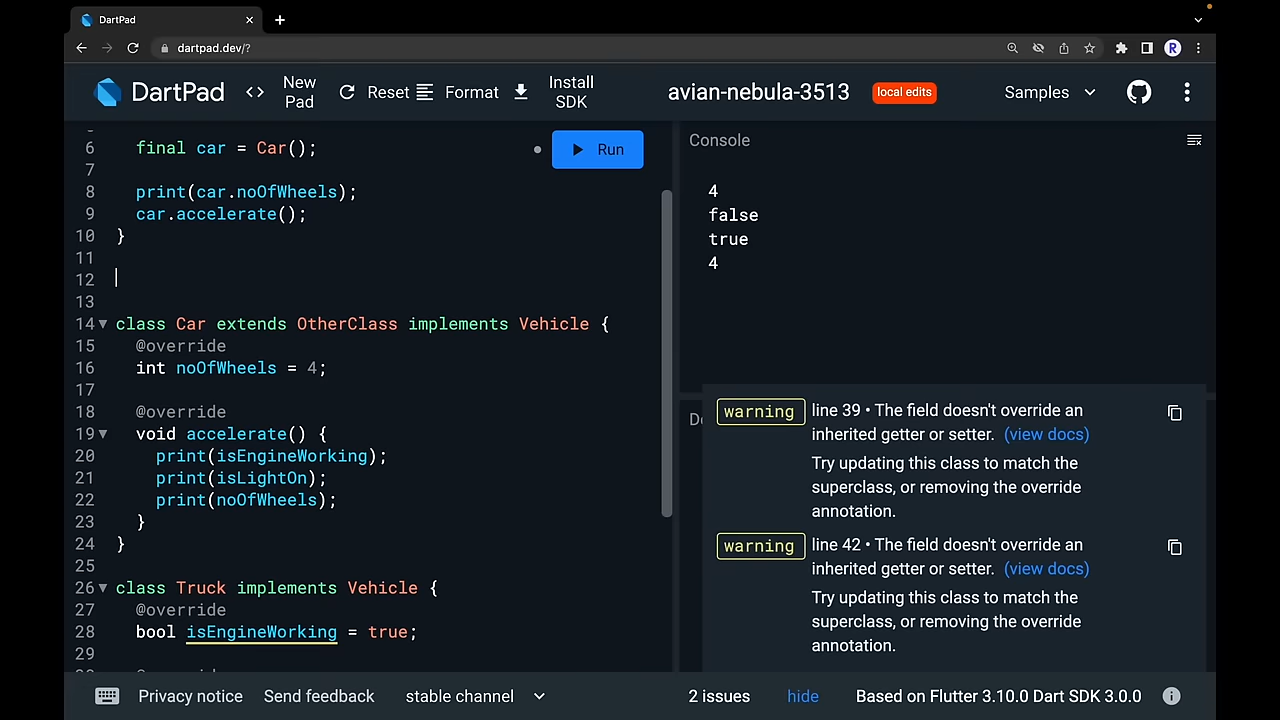 DartPad
dartpad.dev/?
R
DartPad
New Pad
Reset
Format
Install SDK
avian-nebula-3513
local edits
Samples
6 final car = Car();
7
8 print(car.noOfWheels);
9 car.accelerate();
10 }
11
12
13
14 class Car extends OtherClass implements Vehicle {
15 @override
16 int noOfWheels = 4;
17
18 @override
19 void accelerate() {
20 print(isEngineWorking);
21 print(isLightOn);
22 print(noOfWheels);
23 }
24 }
25
26 class Truck implements Vehicle {
27 @override
28 bool isEngineWorking = true;
29
Run
Console
4
false
true
4
warning
line 39 • The field doesn't override an
inherited getter or setter. (view docs)
Try updating this class to match the
superclass, or removing the override
annotation.
warning
line 42 • The field doesn't override an
inherited getter or setter. (view docs)
Try updating this class to match the
superclass, or removing the override
annotation.
Privacy notice
Send feedback
stable channel
2 issues
hide
Based on Flutter 3.10.0 Dart SDK 3.0.0